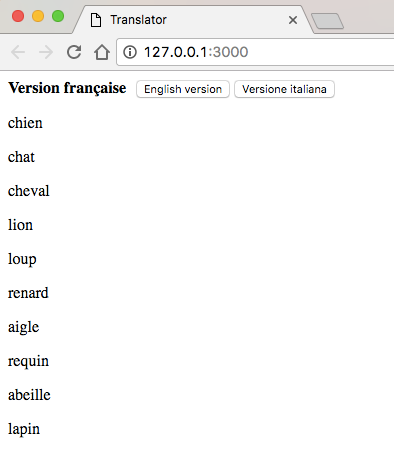 Translator
127.0.0.1:3000
Version française English version Versione italiana
chien
chat
cheval
lion
loup
renard
aigle
requin
abeille
lapin